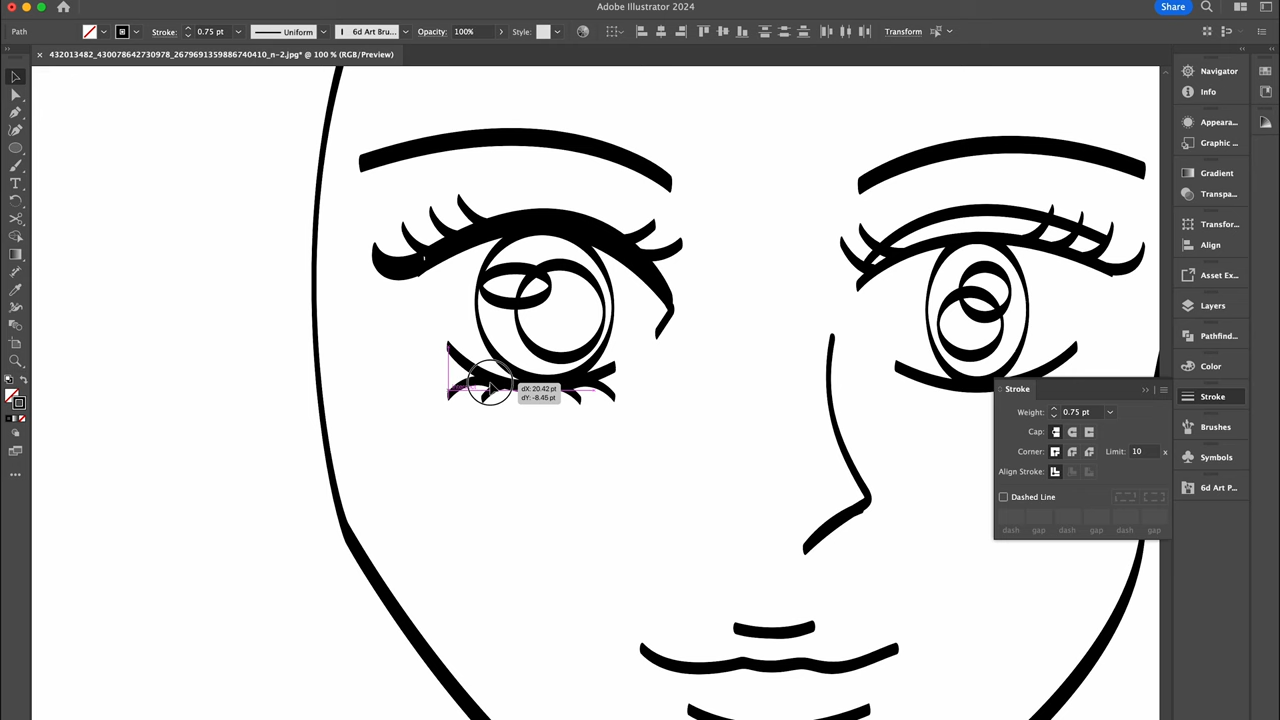 Adobe Illustrator 2024
Share
Path
Stroke:
0.75 pt
Uniform
6d Art Bru...
Opacity:
100%
Style:
Transform
432013482_430078642730978_2679691359886740410_n-2.jpg* @ 100 % (RGB/Preview)
Navigator
Info
Appeara...
Graphic ...
Gradient
Transpa...
Transfor...
Align
Asset Ex...
Layers
Pathfind...
Color
Stroke
Brushes
Symbols
6d Art P...
dX: 20.42 pt
dY: -8.45 pt
Stroke
Weight:
0.75 pt
Cap:
Corner:
Limit:
10
x
Align Stroke:
Dashed Line
dash
gap
dash
gap
dash
gap